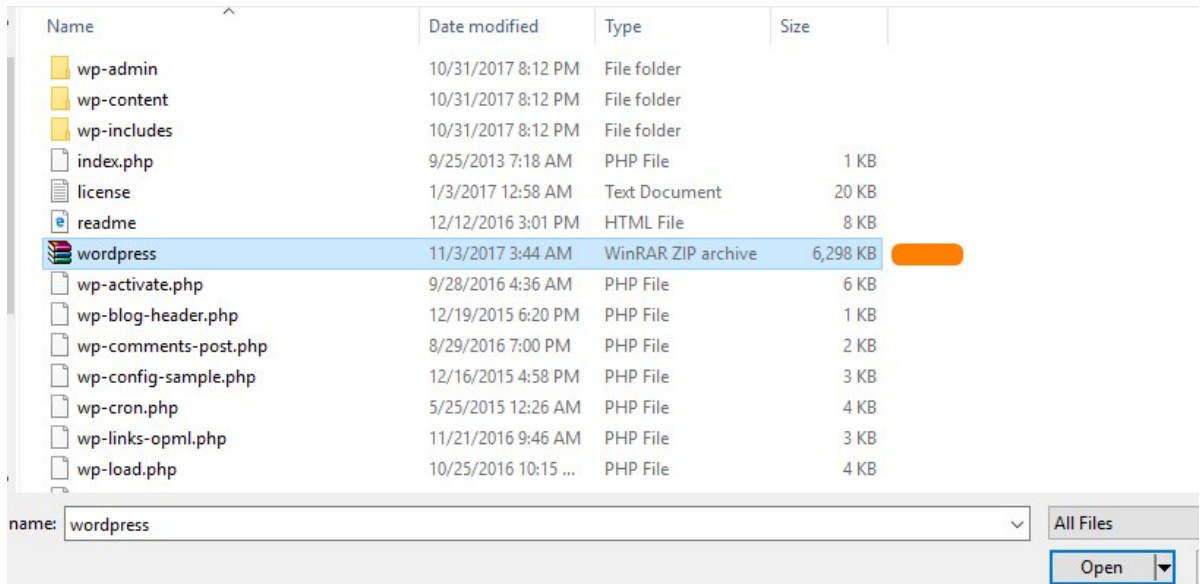 Name Date modified Type Size
wp-admin 10/31/2017 8:12 PM File folder
wp-content 10/31/2017 8:12 PM File folder
wp-includes 10/31/2017 8:12 PM File folder
index.php 9/25/2013 7:18 AM PHP File 1 KB
license 1/3/2017 12:58 AM Text Document 20 KB
readme 12/12/2016 3:01 PM HTML File 8 KB
wordpress 11/3/2017 3:44 AM WinRAR ZIP archive 6,298 KB
wp-activate.php 9/28/2016 4:36 AM PHP File 6 KB
wp-blog-header.php 12/19/2015 6:20 PM PHP File 1 KB
wp-comments-post.php 8/29/2016 7:00 PM PHP File 2 KB
wp-config-sample.php 12/16/2015 4:58 PM PHP File 3 KB
wp-cron.php 5/25/2015 12:26 AM PHP File 4 KB
wp-links-opml.php 11/21/2016 9:46 AM PHP File 3 KB
wp-load.php 10/25/2016 10:15 ... PHP File 4 KB
name: wordpress All Files
Open